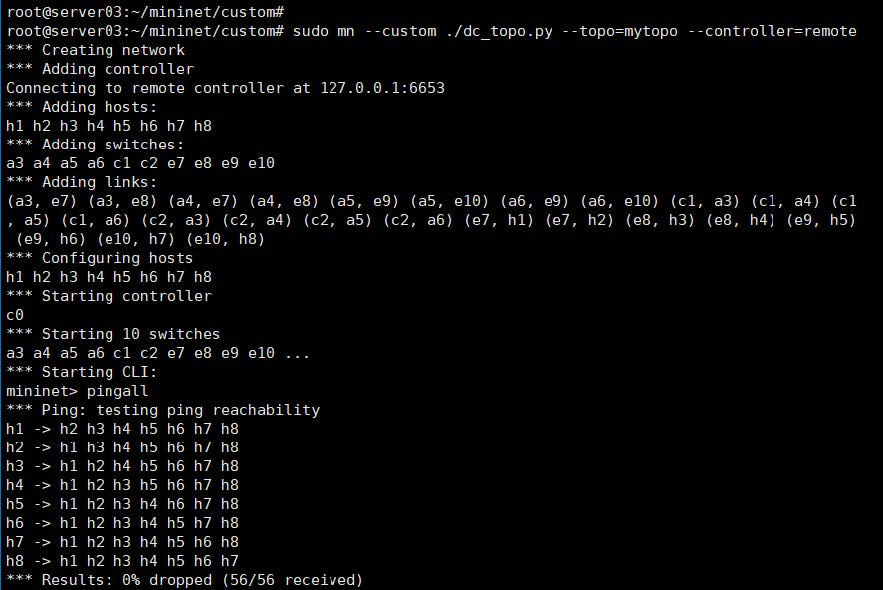 root@server03:~/mininet/custom#
root@server03:~/mininet/custom# sudo mn --custom ./dc_topo.py --topo=mytopo --controller=remote
*** Creating network
*** Adding controller
Connecting to remote controller at 127.0.0.1:6653
*** Adding hosts:
h1 h2 h3 h4 h5 h6 h7 h8
*** Adding switches:
a3 a4 a5 a6 c1 c2 e7 e8 e9 e10
*** Adding links:
(a3, e7) (a3, e8) (a4, e7) (a4, e8) (a5, e9) (a5, e10) (a6, e9) (a6, e10) (c1, a3) (c1, a4) (c1
, a5) (c1, a6) (c2, a3) (c2, a4) (c2, a5) (c2, a6) (e7, h1) (e7, h2) (e8, h3) (e8, h4) (e9, h5)
 (e9, h6) (e10, h7) (e10, h8)
*** Configuring hosts
h1 h2 h3 h4 h5 h6 h7 h8
*** Starting controller
c0
*** Starting 10 switches
a3 a4 a5 a6 c1 c2 e7 e8 e9 e10 ...
*** Starting CLI:
mininet> pingall
*** Ping: testing ping reachability
h1 -> h2 h3 h4 h5 h6 h7 h8
h2 -> h1 h3 h4 h5 h6 h7 h8
h3 -> h1 h2 h4 h5 h6 h7 h8
h4 -> h1 h2 h3 h5 h6 h7 h8
h5 -> h1 h2 h3 h4 h6 h7 h8
h6 -> h1 h2 h3 h4 h5 h7 h8
h7 -> h1 h2 h3 h4 h5 h6 h8
h8 -> h1 h2 h3 h4 h5 h6 h7
*** Results: 0% dropped (56/56 received)